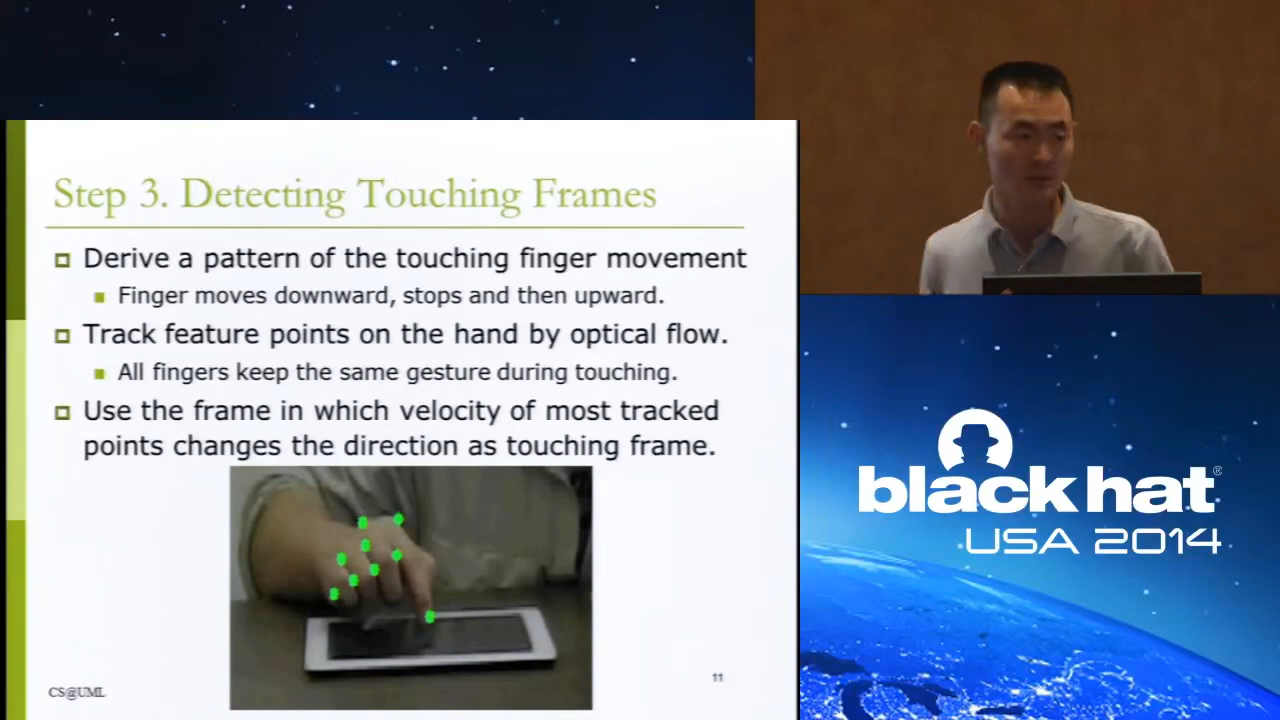 Step 3. Detecting Touching Frames
Derive a pattern of the touching finger movement
Finger moves downward, stops and then upward.
Track feature points on the hand by optical flow.
All fingers keep the same gesture during touching.
Use the frame in which velocity of most tracked
points changes the direction as touching frame.
CS@UML
11
black hat®
USA 2014